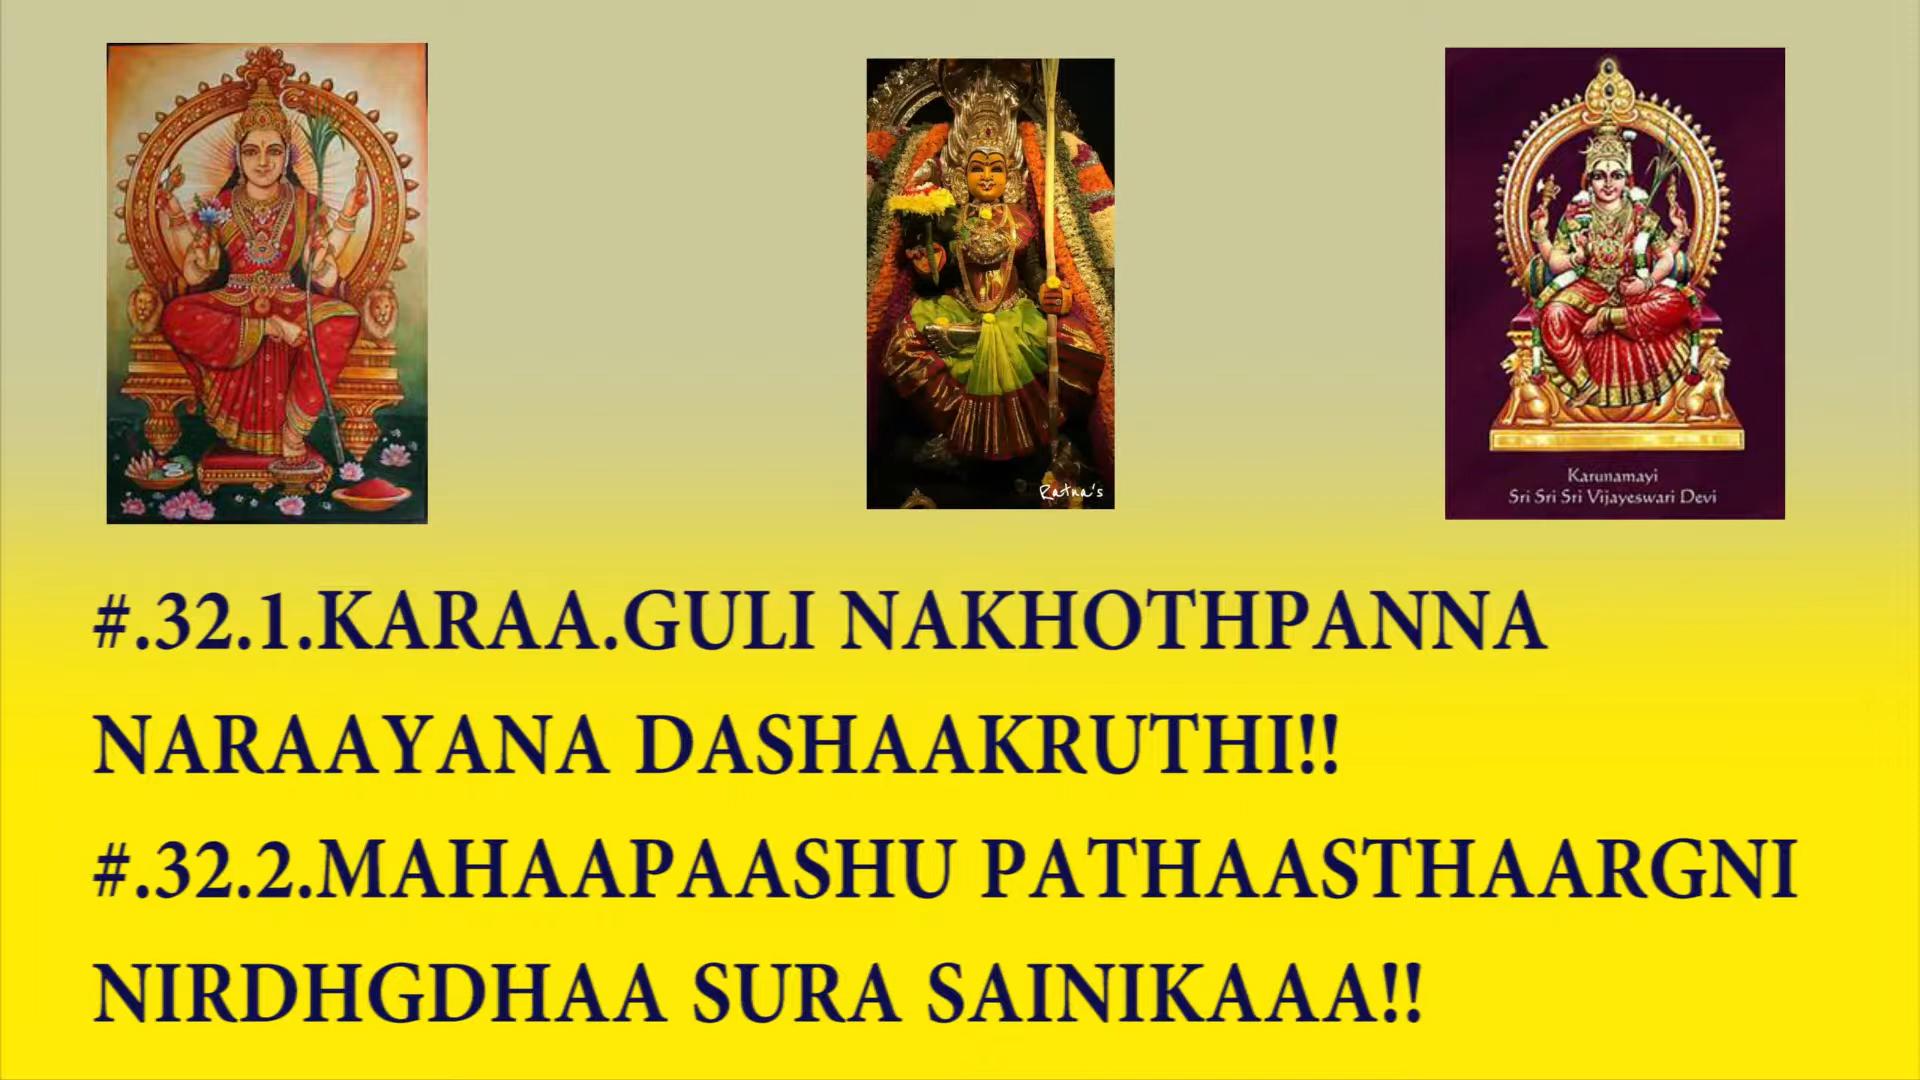 Ratna's
Karunamayi
Sri Sri Sri Vijayeswari Devi
#.32.1.KARAA.GULI NAKHOTHPANNA
NARAAYANA DASHAAKRUTHI!!
#.32.2.MAHAAPAASHU PATHAASTHAARGNI
NIRDHGDHAA SURA SAINIKAAA!!